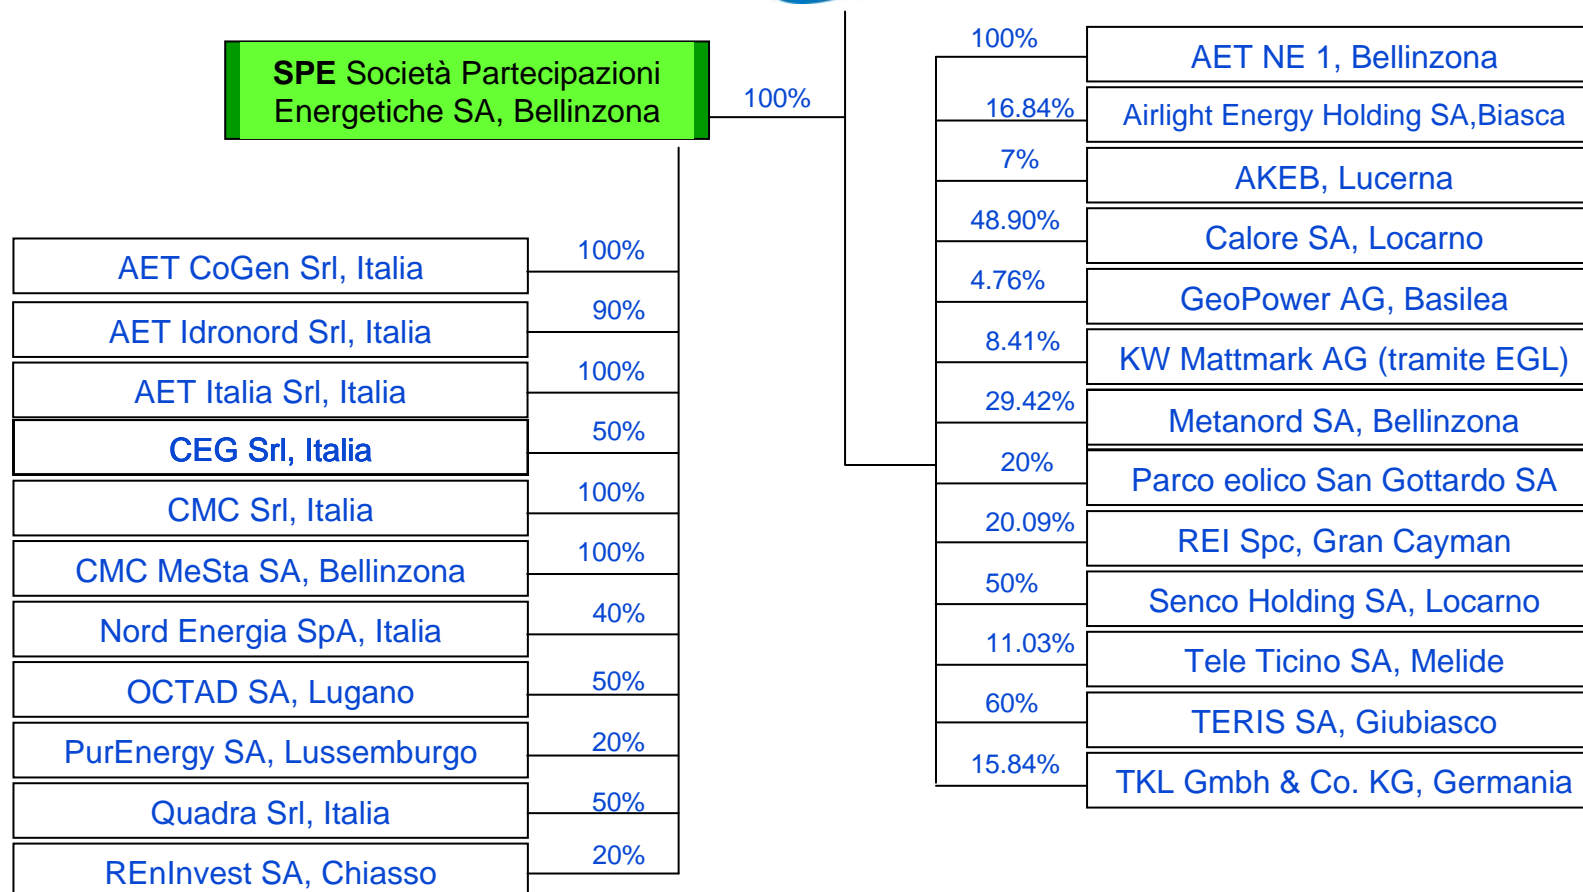 SPE Società Partecipazioni
Energetiche SA, Bellinzona
100%
100%
AET CoGen Srl, Italia
90%
AET Idronord Srl, Italia
100%
AET Italia Srl, Italia
50%
CEG Srl, Italia
100%
CMC Srl, Italia
100%
CMC MeSta SA, Bellinzona
40%
Nord Energia SpA, Italia
50%
OCTAD SA, Lugano
20%
PurEnergy SA, Lussemburgo
50%
Quadra Srl, Italia
20%
REnInvest SA, Chiasso
100%
AET NE 1, Bellinzona
16.84%
Airlight Energy Holding SA,Biasca
7%
AKEB, Lucerna
48.90%
Calore SA, Locarno
4.76%
GeoPower AG, Basilea
8.41%
KW Mattmark AG (tramite EGL)
29.42%
Metanord SA, Bellinzona
20%
Parco eolico San Gottardo SA
20.09%
REI Spc, Gran Cayman
50%
Senco Holding SA, Locarno
11.03%
Tele Ticino SA, Melide
60%
TERIS SA, Giubiasco
15.84%
TKL Gmbh & Co. KG, Germania